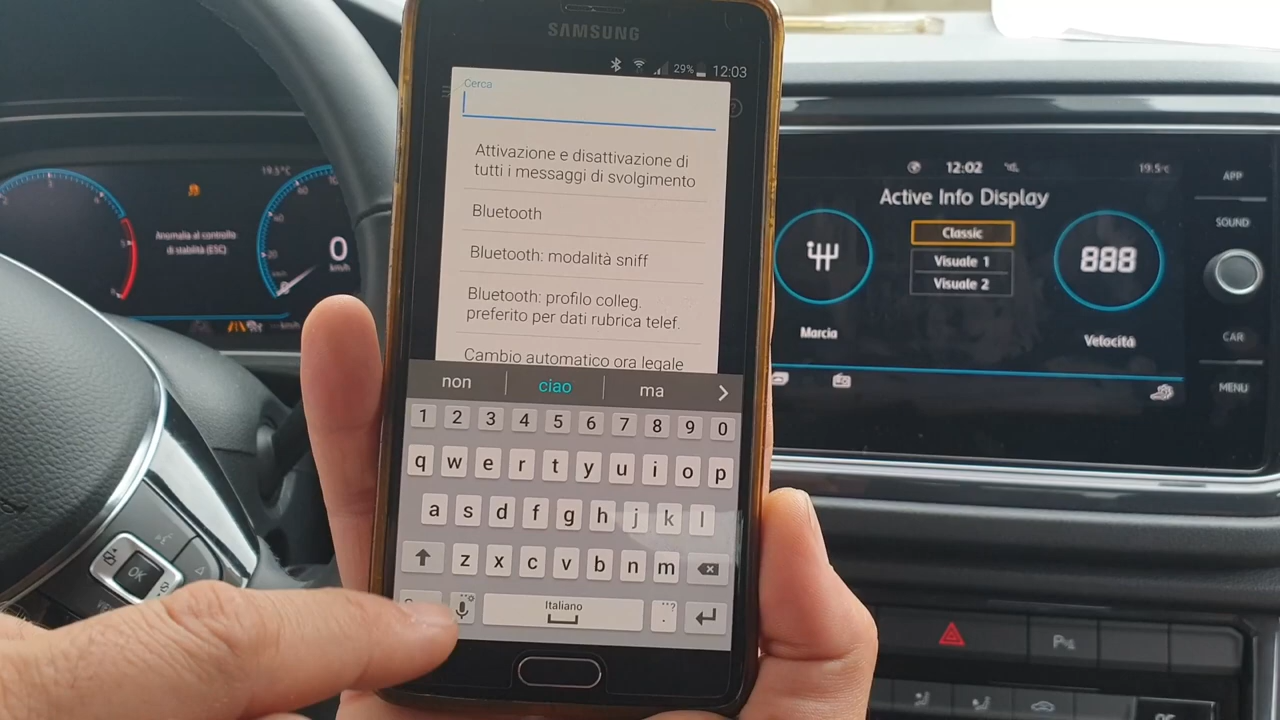 SAMSUNG
29% 12:03
Cerca
Attivazione e disattivazione di
tutti i messaggi di svolgimento
Bluetooth
Bluetooth: modalità sniff
Bluetooth: profilo colleg.
preferito per dati rubrica telef.
Cambio automatico ora legale
non ciao ma
1 2 3 4 5 6 7 8 9 0
q w e r t y u i o p
a s d f g h j k l
z x c v b n m
Italiano
19.5°C
Anomalia al controllo
di stabilità (ESC)
0
km/h
OK
12:02 19.5°C
Active Info Display
Classic
Visuale 1
Visuale 2
888
Marcia
Velocità
APP
SOUND
CAR
MENU